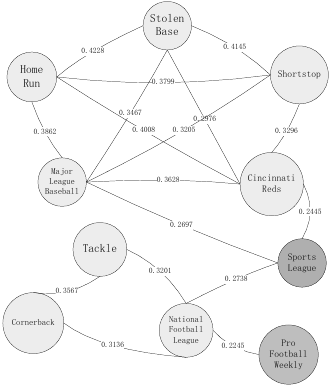 Stolen
Base
0.4228
0.4145
Home
Run
Shortstop
0.3799
0.3467
0.2976
0.4008
0.3205
0.3862
0.3296
Major
League
Baseball
0.3628
Cincinnati
Reds
0.2445
0.2697
Tackle
0.3201
Sports
League
0.2738
0.3567
Cornerback
National
Football
League
0.3136
0.2245
Pro
Football
Weekly